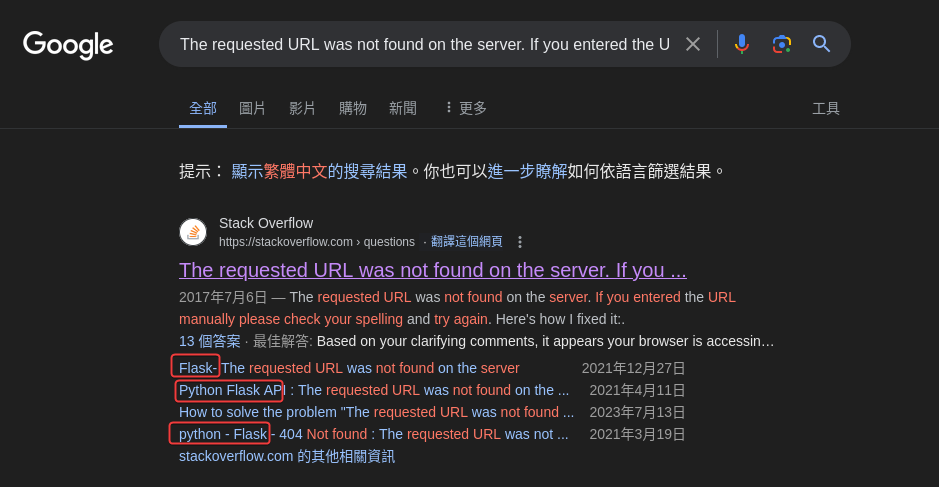 Google
The requested URL was not found on the server. If you entered the U
全部 圖片 影片 購物 新聞 更多 工具
提示： 顯示繁體中文的搜尋結果。你也可以進一步瞭解如何依語言篩選結果。
Stack Overflow
https://stackoverflow.com › questions · 翻譯這個網頁
The requested URL was not found on the server. If you ...
2017年7月6日 — The requested URL was not found on the server. If you entered the URL
manually please check your spelling and try again. Here's how I fixed it:.
13 個答案 · 最佳解答: Based on your clarifying comments, it appears your browser is accessin…
Flask- The requested URL was not found on the server 2021年12月27日
Python Flask API : The requested URL was not found on the ... 2021年4月11日
How to solve the problem "The requested URL was not found ... 2023年7月13日
python - Flask - 404 Not found : The requested URL was not ... 2021年3月19日
stackoverflow.com 的其他相關資訊